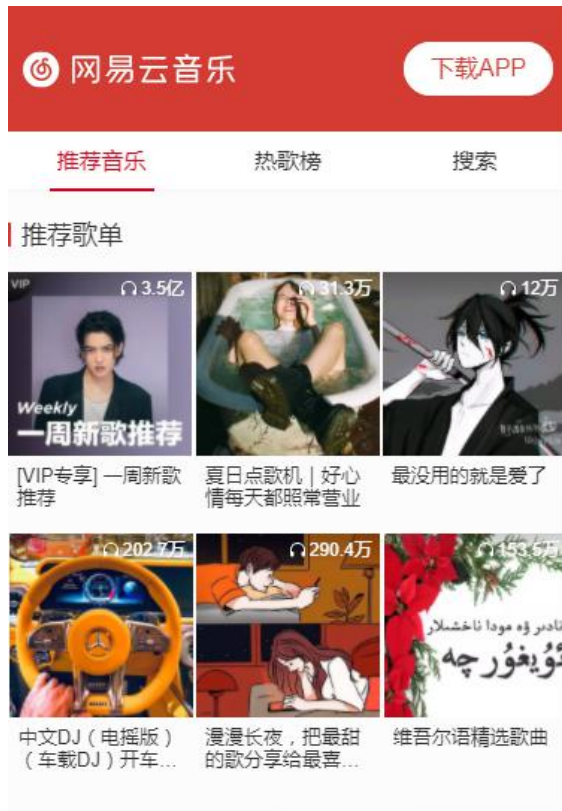 网易云音乐
下载APP
推荐音乐 热歌榜 搜索
推荐歌单
VIP 3.5亿
31.3万
12万
Weekly
一周新歌推荐
[VIP专享] 一周新歌
推荐
夏日点歌机 | 好心
情每天都照常营业
最没用的就是爱了
202.7万
290.4万
153.5万
نادىر ۋە مودا ناخشىلار
ئۇيغۇرچە
中文DJ（电摇版）
（车载DJ）开车...
漫漫长夜，把最甜
的歌分享给最喜...
维吾尔语精选歌曲